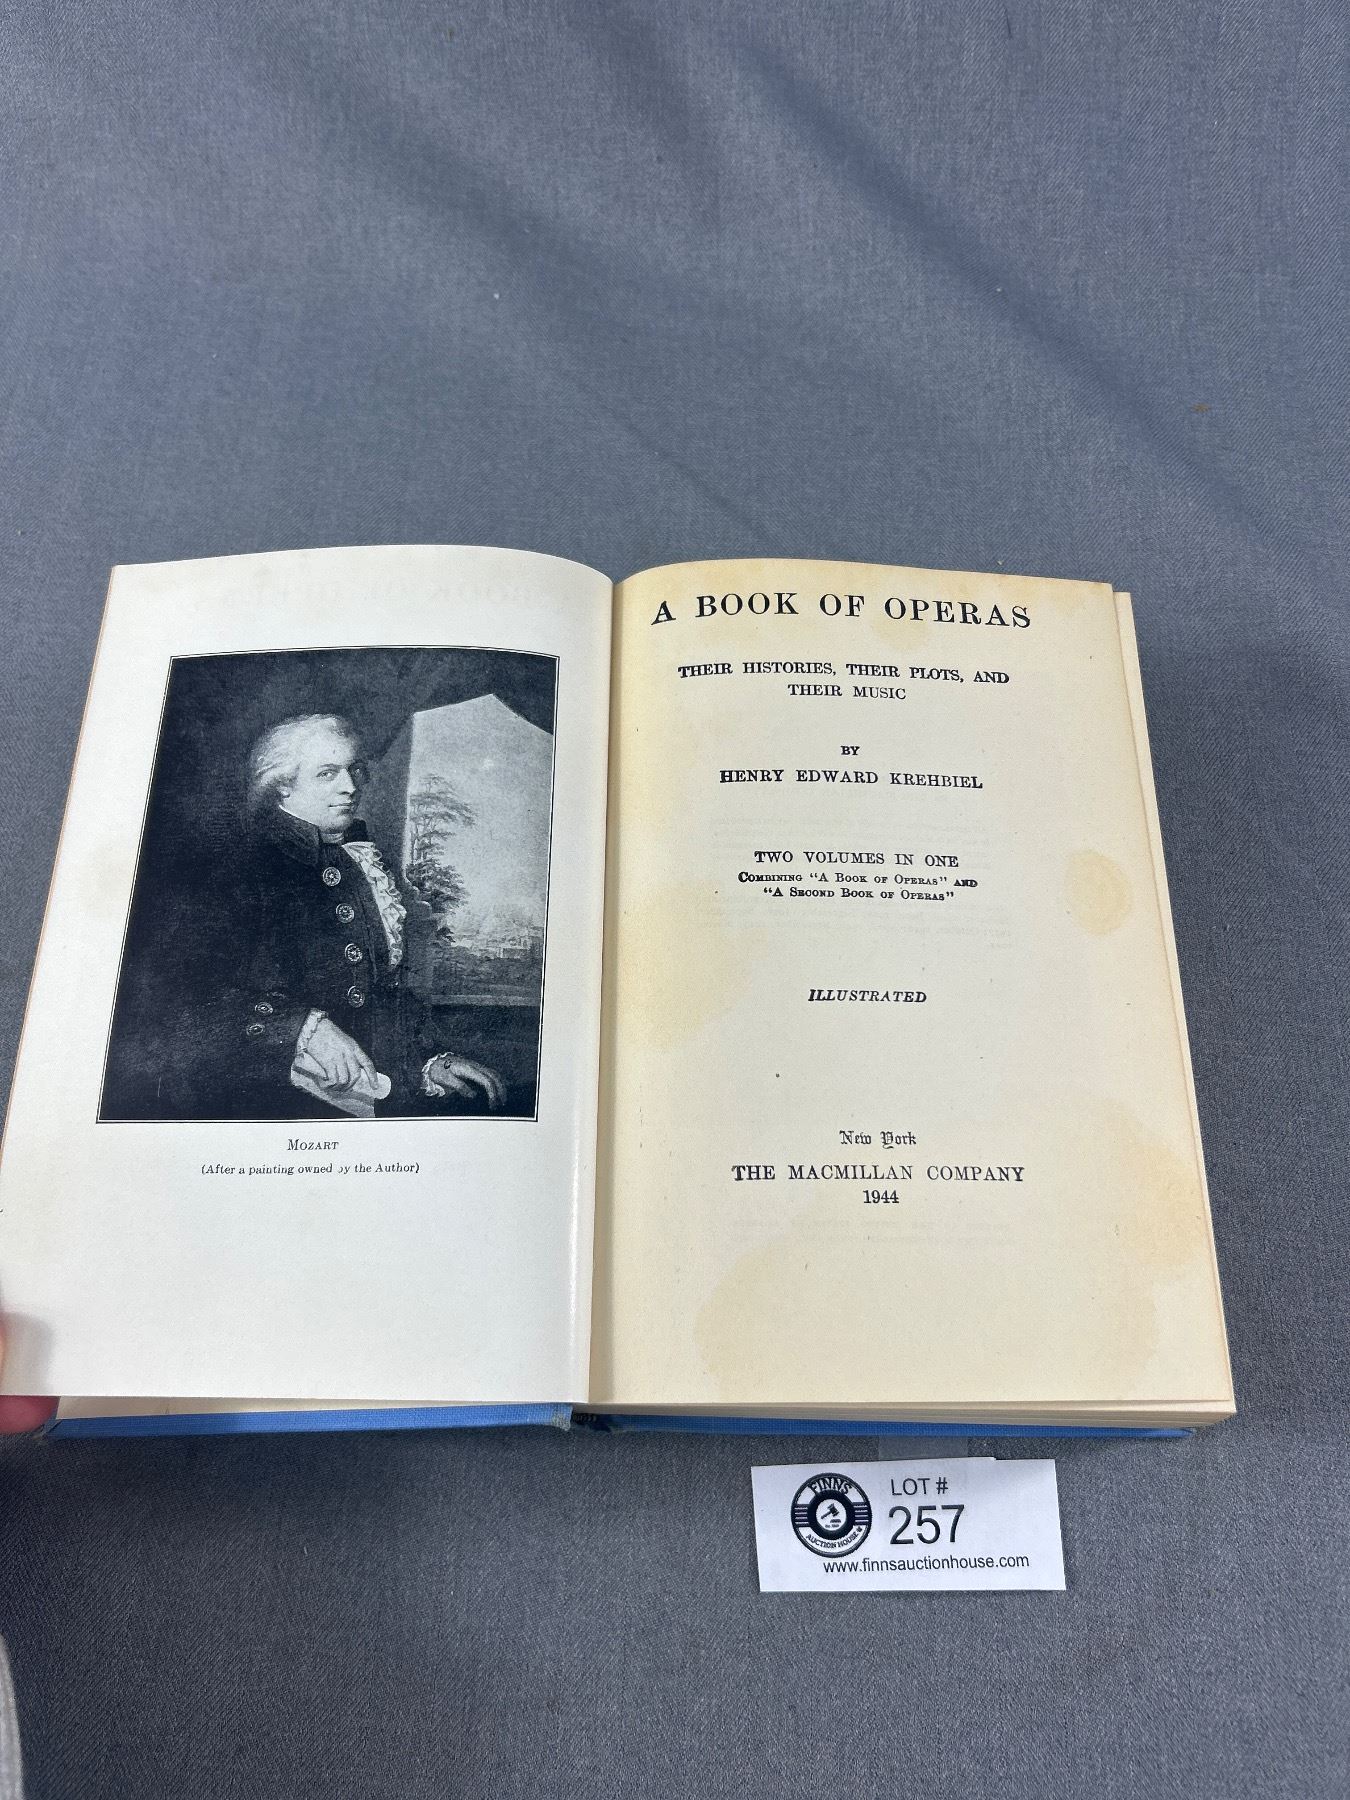 MOZART
(After a painting owned by the Author)
A BOOK OF OPERAS
THEIR HISTORIES, THEIR PLOTS, AND
THEIR MUSIC
BY
HENRY EDWARD KREHBIEL
TWO VOLUMES IN ONE
COMBINING "A BOOK OF OPERAS" AND
"A SECOND BOOK OF OPERAS"
ILLUSTRATED
New York
THE MACMILLAN COMPANY
1944
FINNS
AUCTION HOUSE
LOT #
257
www.finnsauctionhouse.com